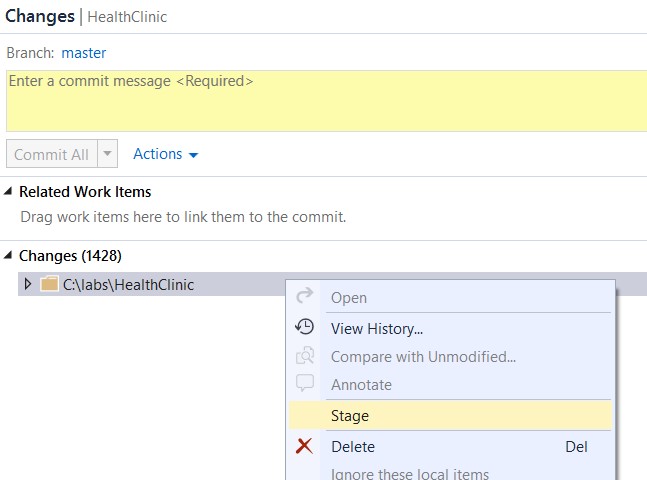 Changes | HealthClinic
Branch: master
Enter a commit message <Required>
Commit All
Actions
Related Work Items
Drag work items here to link them to the commit.
Changes (1428)
C:\labs\HealthClinic
Open
View History...
Compare with Unmodified...
Annotate
Stage
Delete Del
Ignore these local items